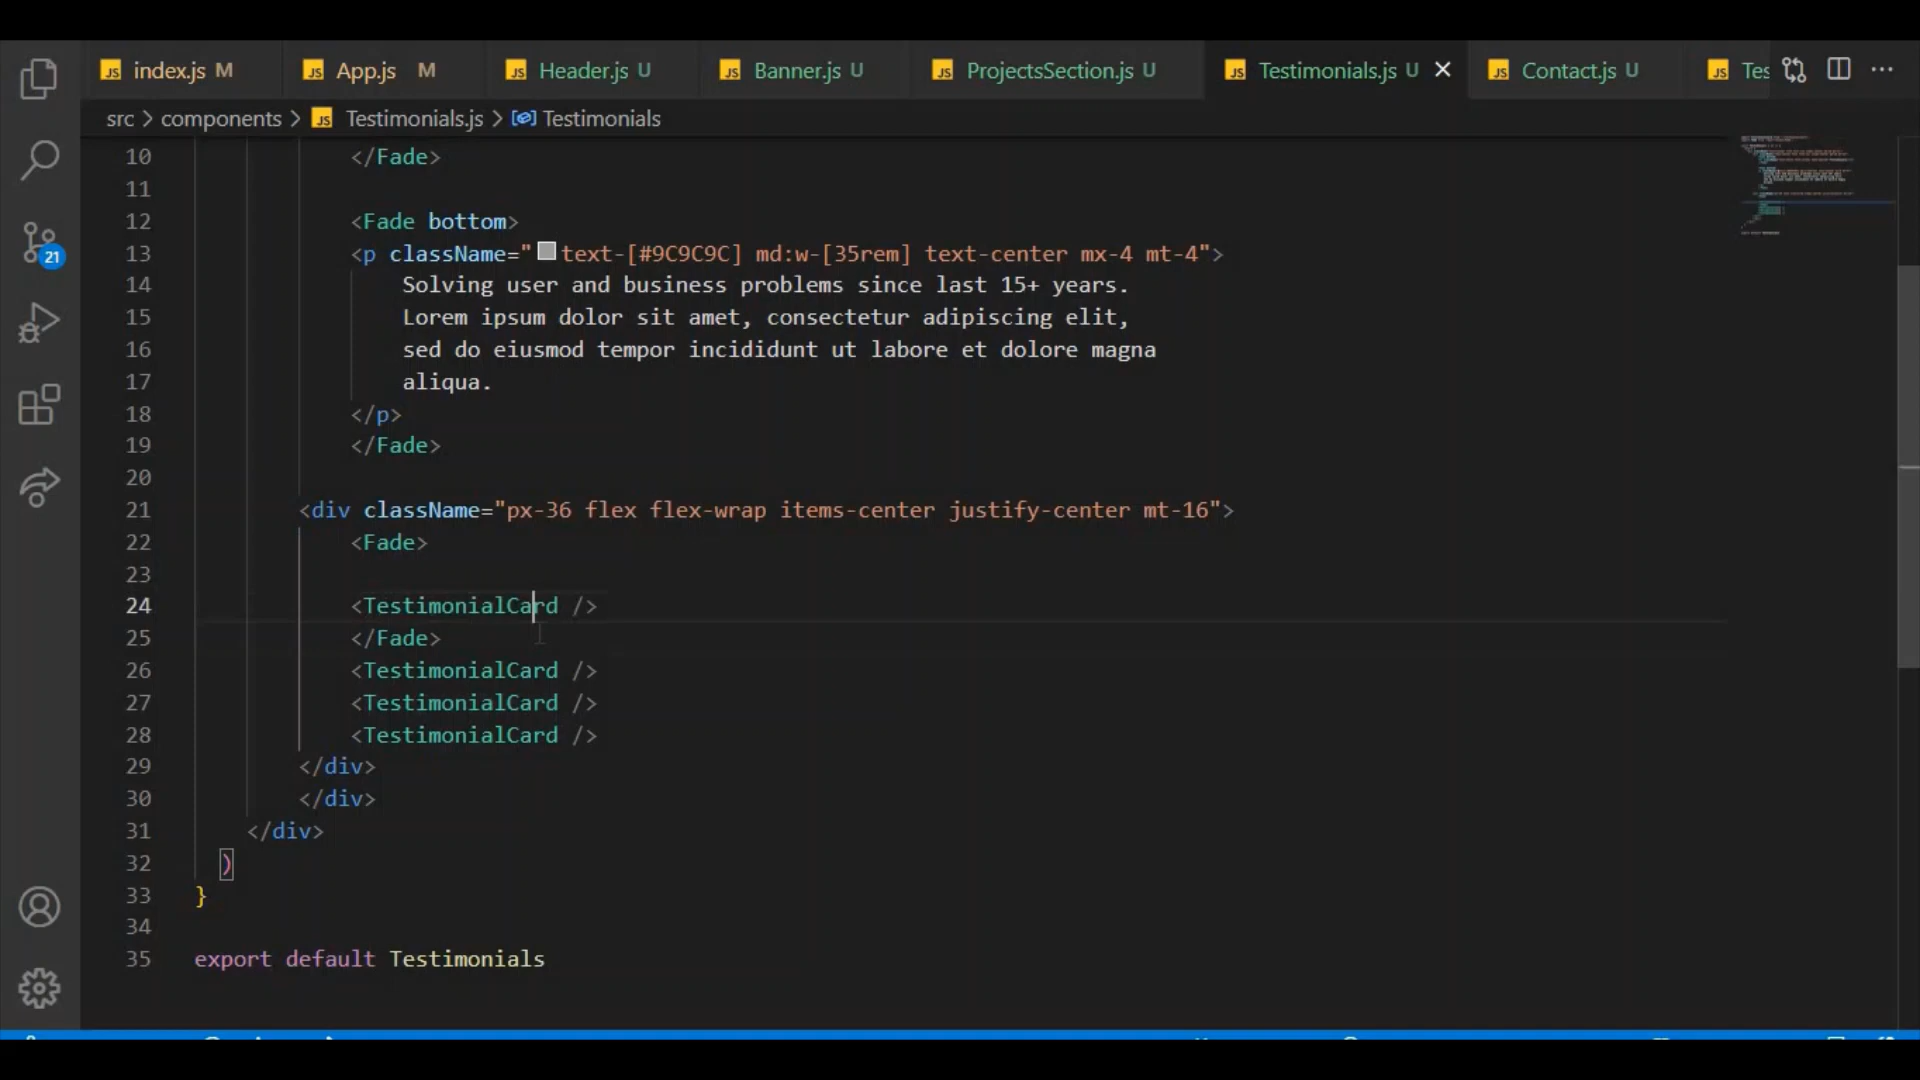 index.js M App.js M Header.js U Banner.js U ProjectsSection.js U Testimonials.js U Contact.js U Tes
src > components > Testimonials.js > Testimonials
10 </Fade>
11
12 <Fade bottom>
13 <p className="text-[#9C9C9C] md:w-[35rem] text-center mx-4 mt-4">
14 Solving user and business problems since last 15+ years.
15 Lorem ipsum dolor sit amet, consectetur adipiscing elit,
16 sed do eiusmod tempor incididunt ut labore et dolore magna
17 aliqua.
18 </p>
19 </Fade>
20
21 <div className="px-36 flex flex-wrap items-center justify-center mt-16">
22 <Fade>
23
24 <TestimonialCard />
25 </Fade>
26 <TestimonialCard />
27 <TestimonialCard />
28 <TestimonialCard />
29 </div>
30 </div>
31 </div>
32 )
33 }
34
35 export default Testimonials
21